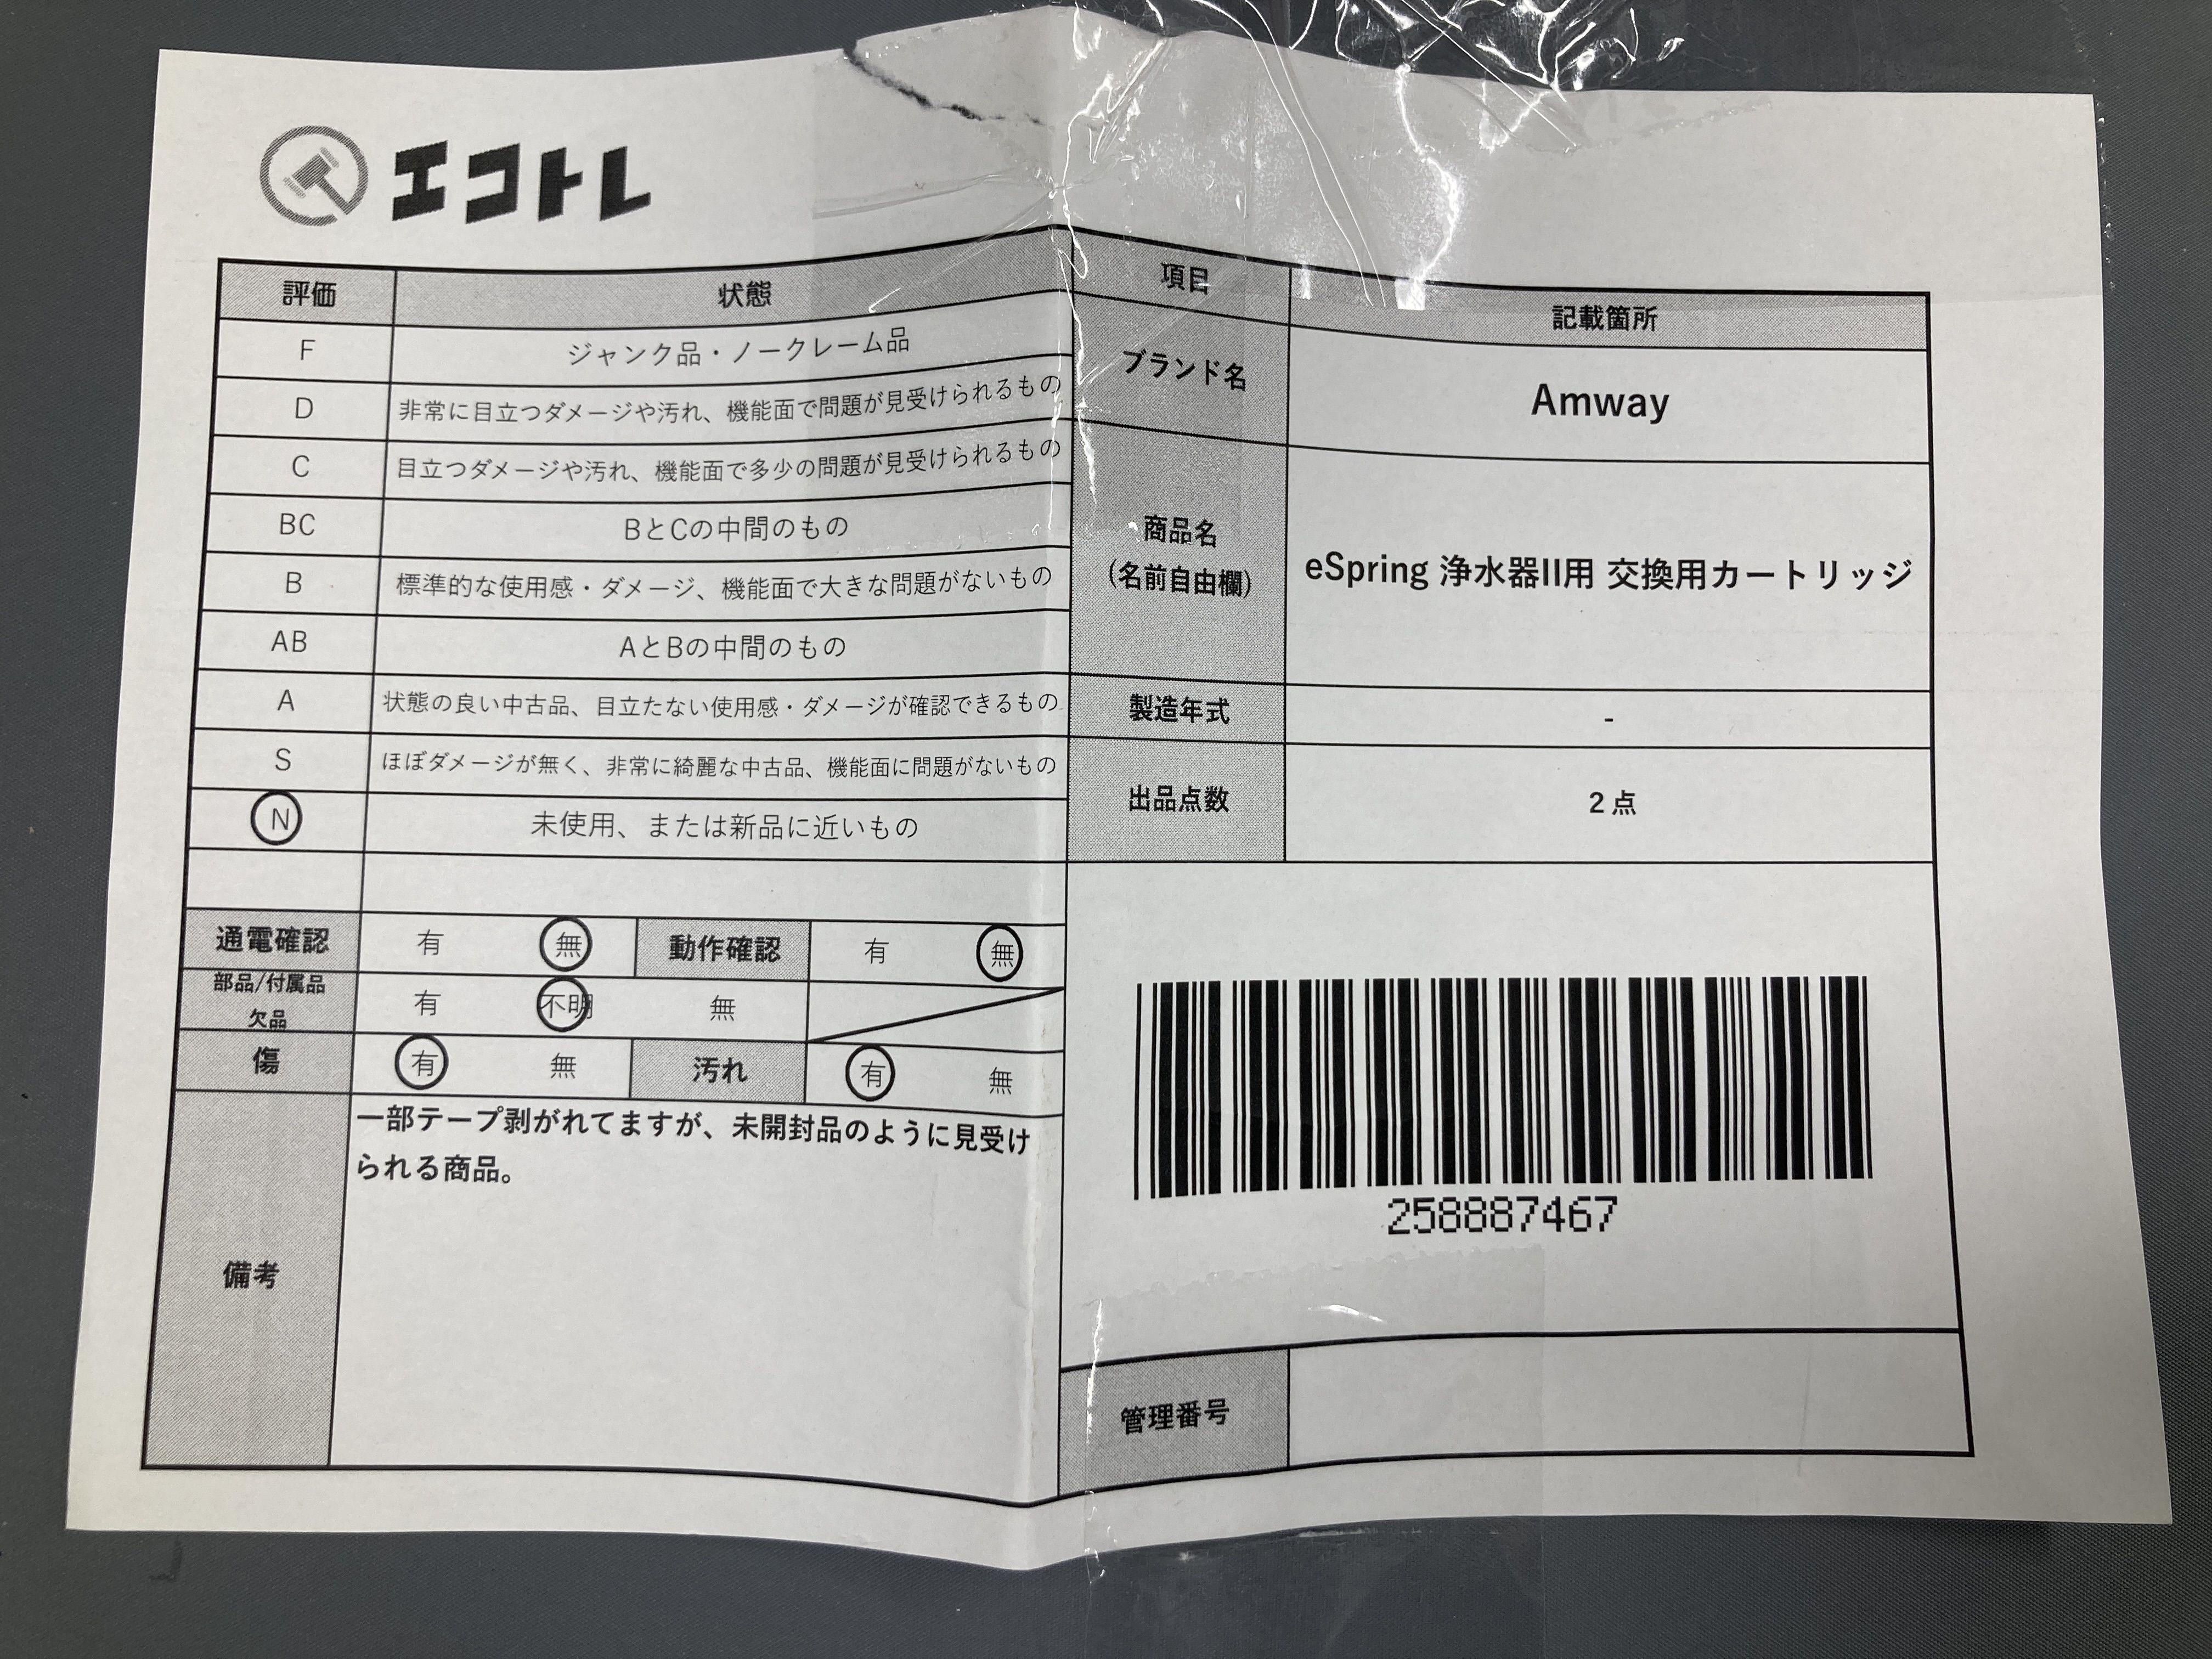 エコトレ
評価 状態
F ジャンク品・ノークレーム品
D 非常に目立つダメージや汚れ、機能面で問題が見受けられるもの
C 目立つダメージや汚れ、機能面で多少の問題が見受けられるもの
BC BとCの中間のもの
B 標準的な使用感・ダメージ、機能面で大きな問題がないもの
AB AとBの中間のもの
A 状態の良い中古品、目立たない使用感・ダメージが確認できるもの
S ほぼダメージが無く、非常に綺麗な中古品、機能面に問題がないもの
N 未使用、または新品に近いもの
通電確認 有 無 動作確認 有 無
部品/付属品
欠品
有 不明 無
傷 有 無 汚れ 有 無
備考
一部テープ剥がれてますが、未開封品のように見受け
られる商品。
項目 記載箇所
ブランド名 Amway
商品名
(名前自由欄)
eSpring 浄水器II用 交換用カートリッジ
製造年式 -
出品点数 2点
258887467
管理番号